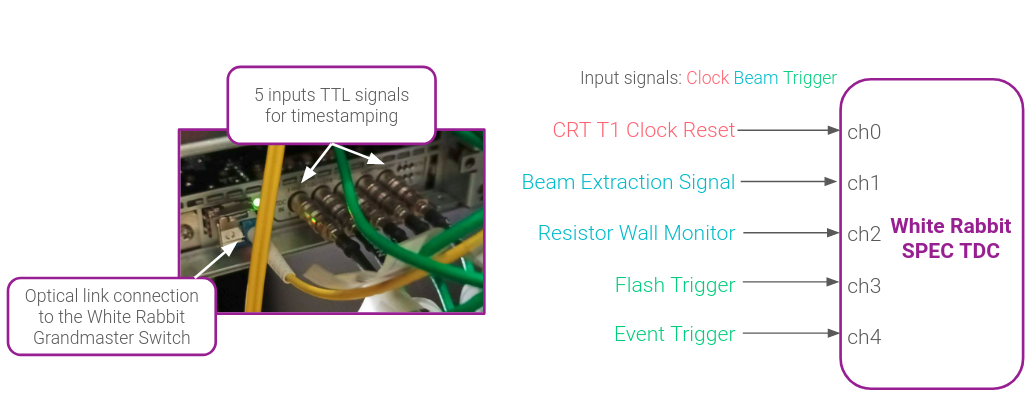 5 inputs TTL signals
for timestamping
Optical link connection
to the White Rabbit
Grandmaster Switch
Input signals: Clock Beam Trigger
CRT T1 Clock Reset
ch0
Beam Extraction Signal
ch1
Resistor Wall Monitor
ch2
Flash Trigger
ch3
Event Trigger
ch4
White Rabbit
SPEC TDC